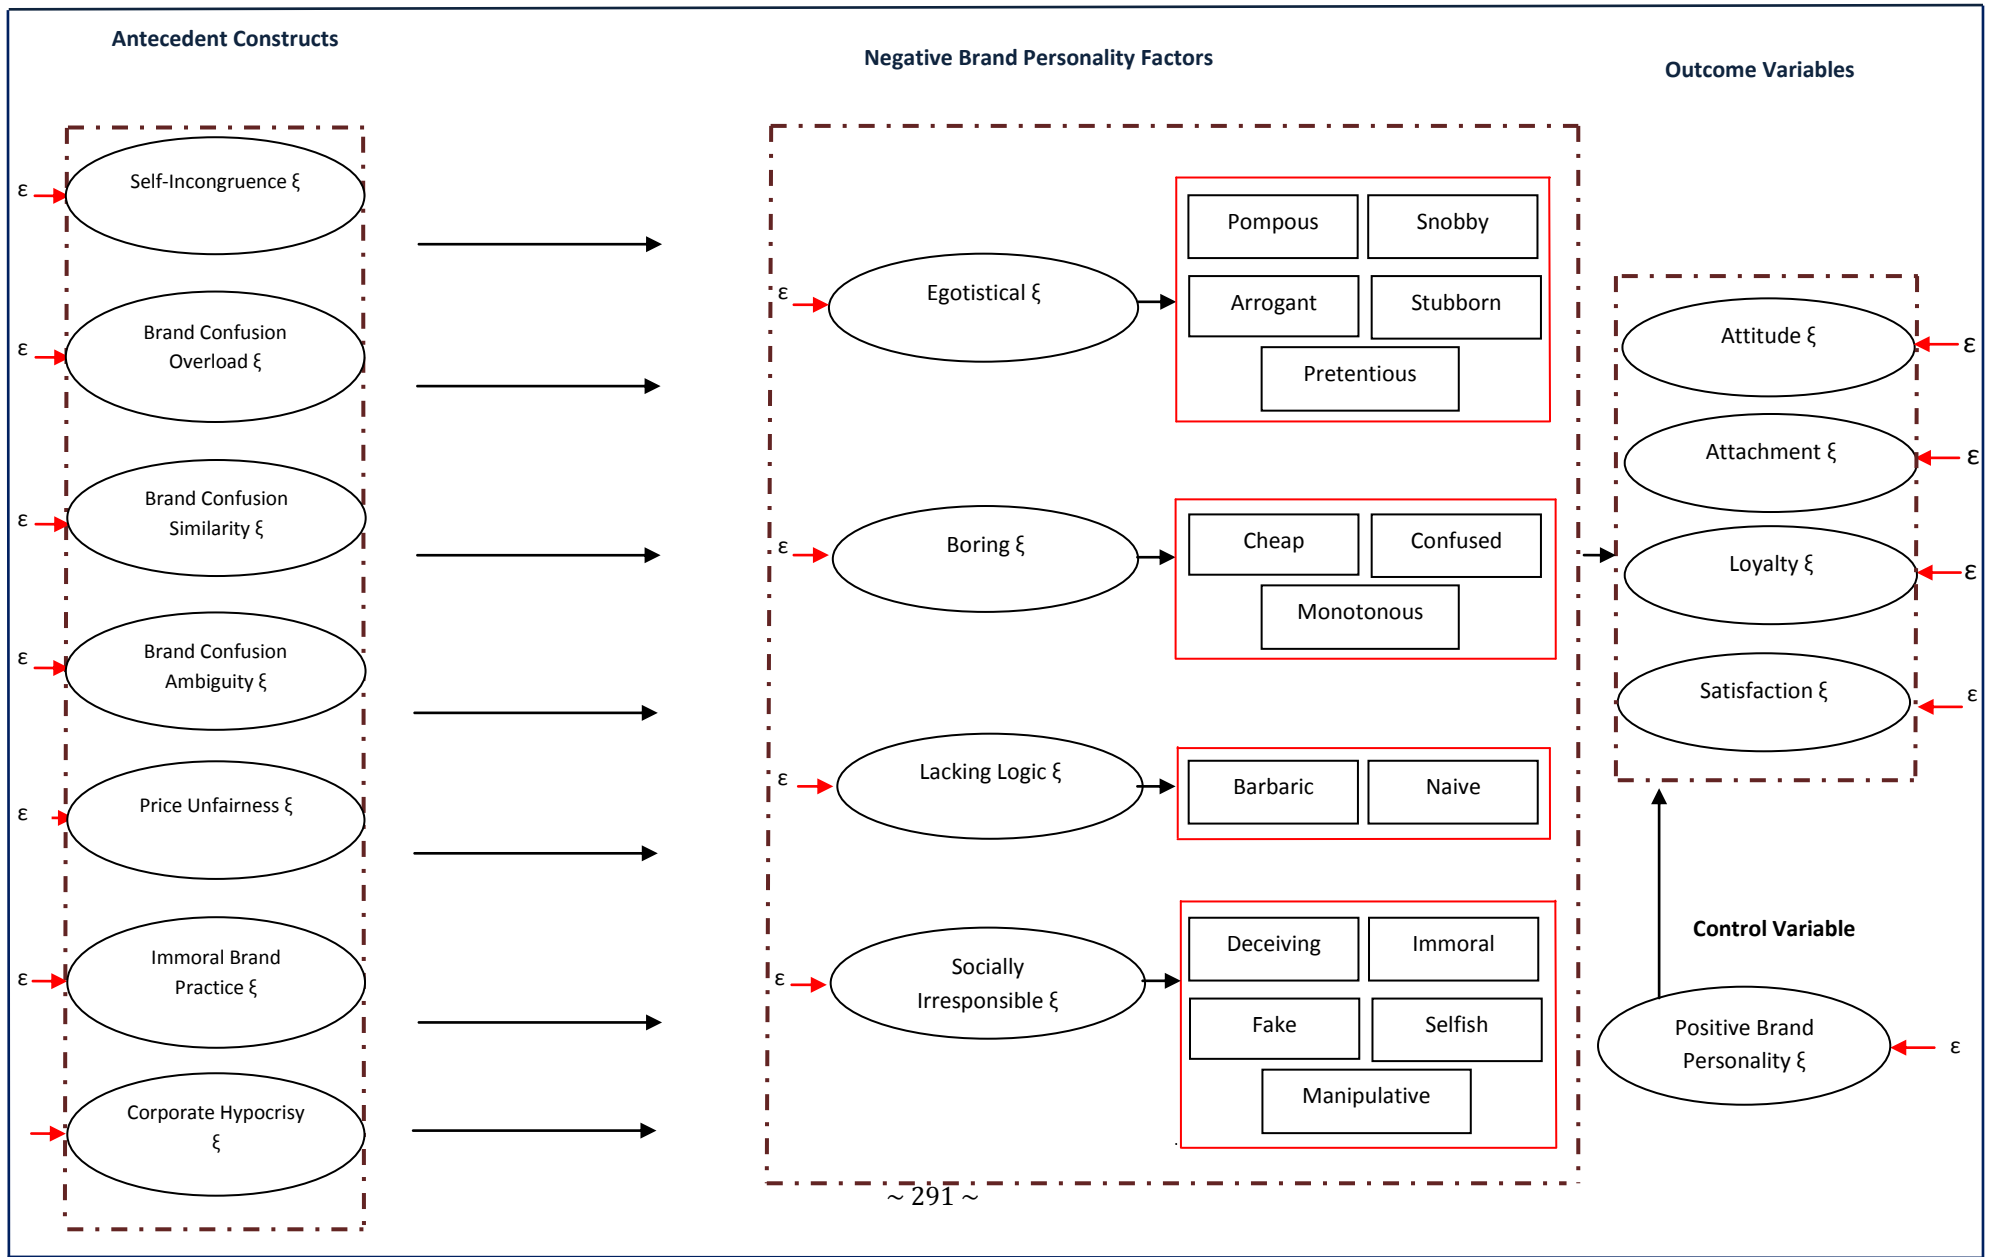 Antecedent Constructs
Negative Brand Personality Factors
Outcome Variables
ε
Self-Incongruence ξ
ε
Brand Confusion
Overload ξ
ε
Brand Confusion
Similarity ξ
ε
Brand Confusion
Ambiguity ξ
ε
Price Unfairness ξ
ε
Immoral Brand
Practice ξ
Corporate Hypocrisy
ξ
ε
Egotistical ξ
Pompous
Snobby
Arrogant
Stubborn
Pretentious
ε
Boring ξ
Cheap
Confused
Monotonous
ε
Lacking Logic ξ
Barbaric
Naive
ε
Socially
Irresponsible ξ
Deceiving
Immoral
Fake
Selfish
Manipulative
Attitude ξ
ε
Attachment ξ
ε
Loyalty ξ
ε
Satisfaction ξ
ε
Control Variable
Positive Brand
Personality ξ
ε
~ 291 ~